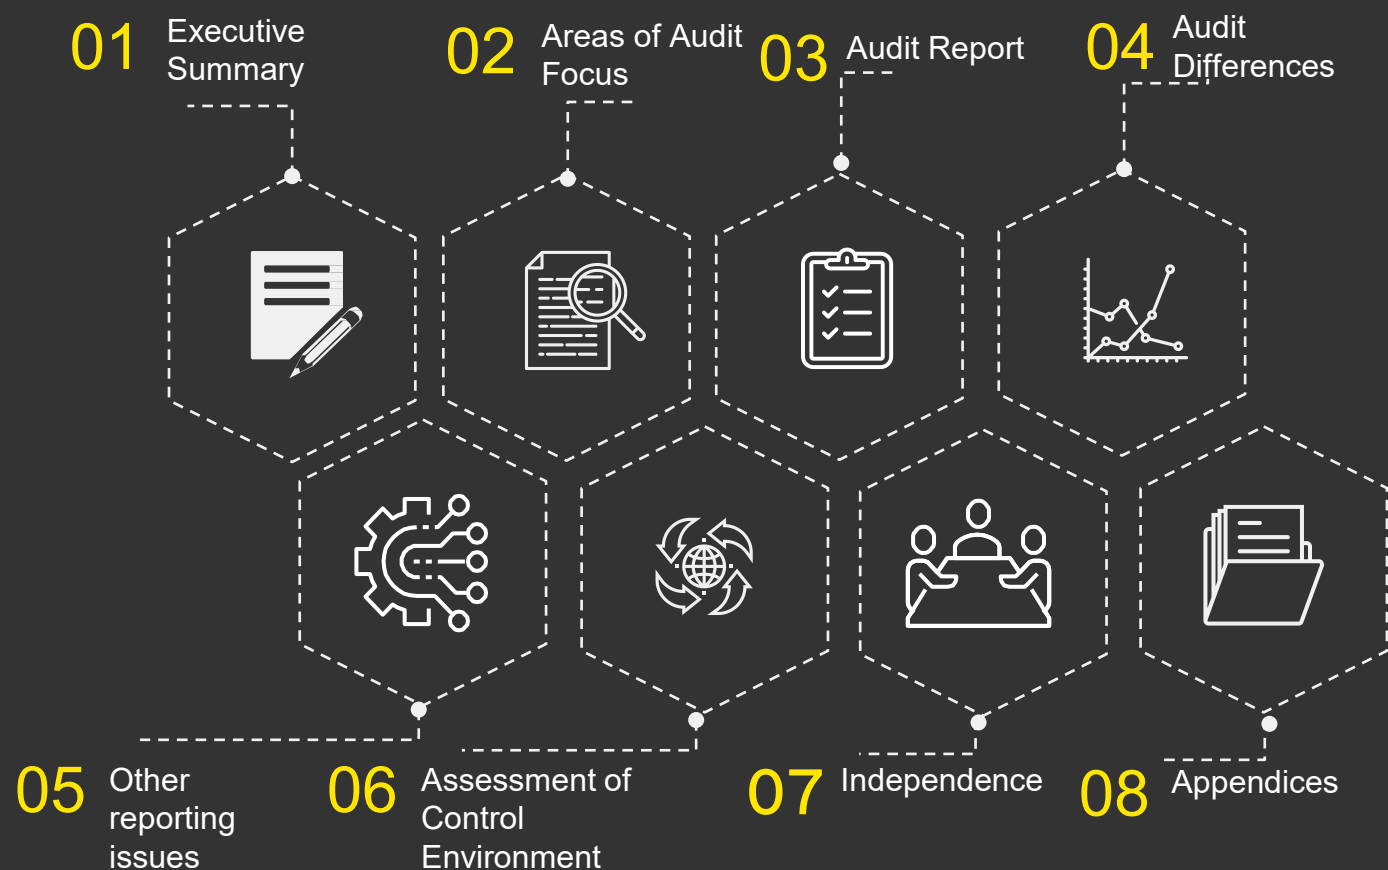 01
Executive
Summary
02
Areas of Audit
Focus
03
Audit Report
04
Audit
Differences
05
Other
reporting
issues
06
Assessment of
Control
Environment
07
Independence
08
Appendices